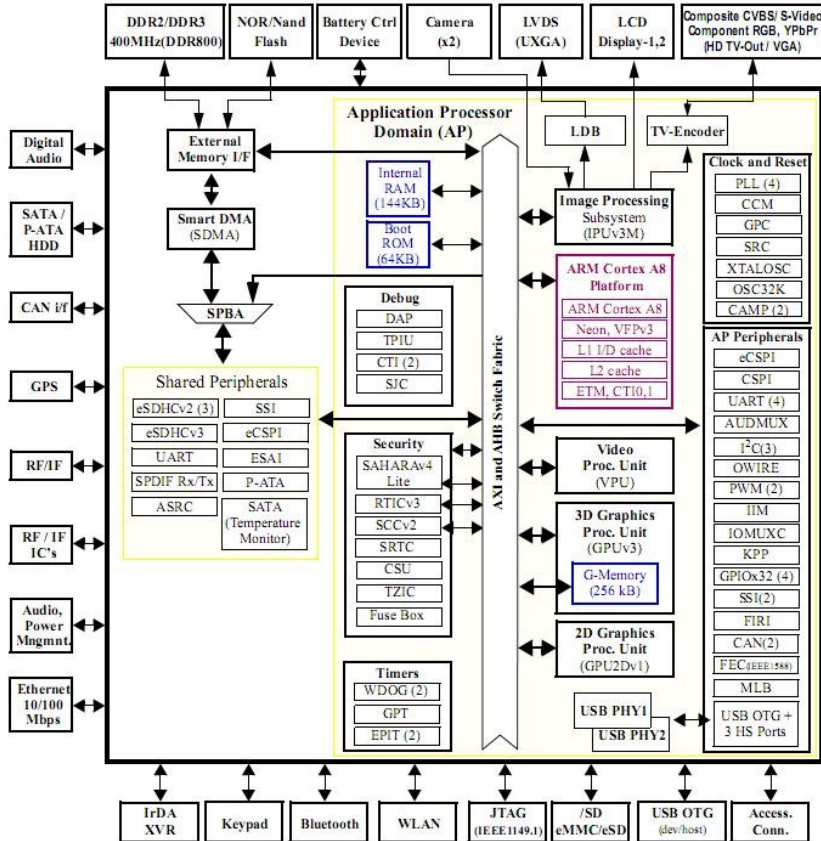 DDR2/DDR3
400MHz(DDR800)
NOR/Nand
Flash
Battery Ctrl
Device
Camera
(x2)
LVDS
(UXGA)
LCD
Display-1,2
Composite CVBS/ S-Video
Component RGB, YPbPr
(HD TV-Out / VGA)
Application Processor
Domain (AP)
Digital
Audio
SATA /
P-ATA
HDD
CAN i/f
GPS
RF/IF
RF / IF
IC's
Audio,
Power
Mngmnt.
Ethernet
10/100
Mbps
External
Memory I/F
Smart DMA
(SDMA)
SPBA
Shared Peripherals
eSDHCv2 (3)
SSI
eSDHCv3
eCSPI
UART
ESAI
SPDIF Rx/Tx
P-ATA
ASRC
SATA
(Temperature
Monitor)
Internal
RAM
(144KB)
Boot
ROM
(64KB)
Debug
DAP
TPIU
CTI (2)
SJC
Security
SAHARAv4
Lite
RTICv3
SCCv2
SRTC
CSU
TZIC
Fuse Box
Timers
WDOG (2)
GPT
EPIT (2)
AXI and AHB Switch Fabric
LDB
TV-Encoder
Image Processing
Subsystem
(IPUv3M)
ARM Cortex A8
Platform
ARM Cortex A8
Neon, VFPv3
L1 I/D cache
L2 cache
ETM, CTI0,1
Video
Proc. Unit
(VPU)
3D Graphics
Proc. Unit
(GPUv3)
G-Memory
(256 kB)
2D Graphics
Proc. Unit
(GPU2Dv1)
USB PHY1
USB PHY2
Clock and Reset
PLL (4)
CCM
GPC
SRC
XTALOSC
OSC32K
CAMP (2)
AP Peripherals
eCSPI
CSPI
UART (4)
AUDMUX
I²C(3)
OWIRE
PWM (2)
IIM
IOMUXC
KPP
GPIOx32 (4)
SSI(2)
FIRI
CAN(2)
FEC(IEEE1588)
MLB
USB OTG +
3 HS Ports
IrDA
XVR
Keypad
Bluetooth
WLAN
JTAG
(IEEE1149.1)
/SD
eMMC/eSD
USB OTG
(dev/host)
Access.
Conn.